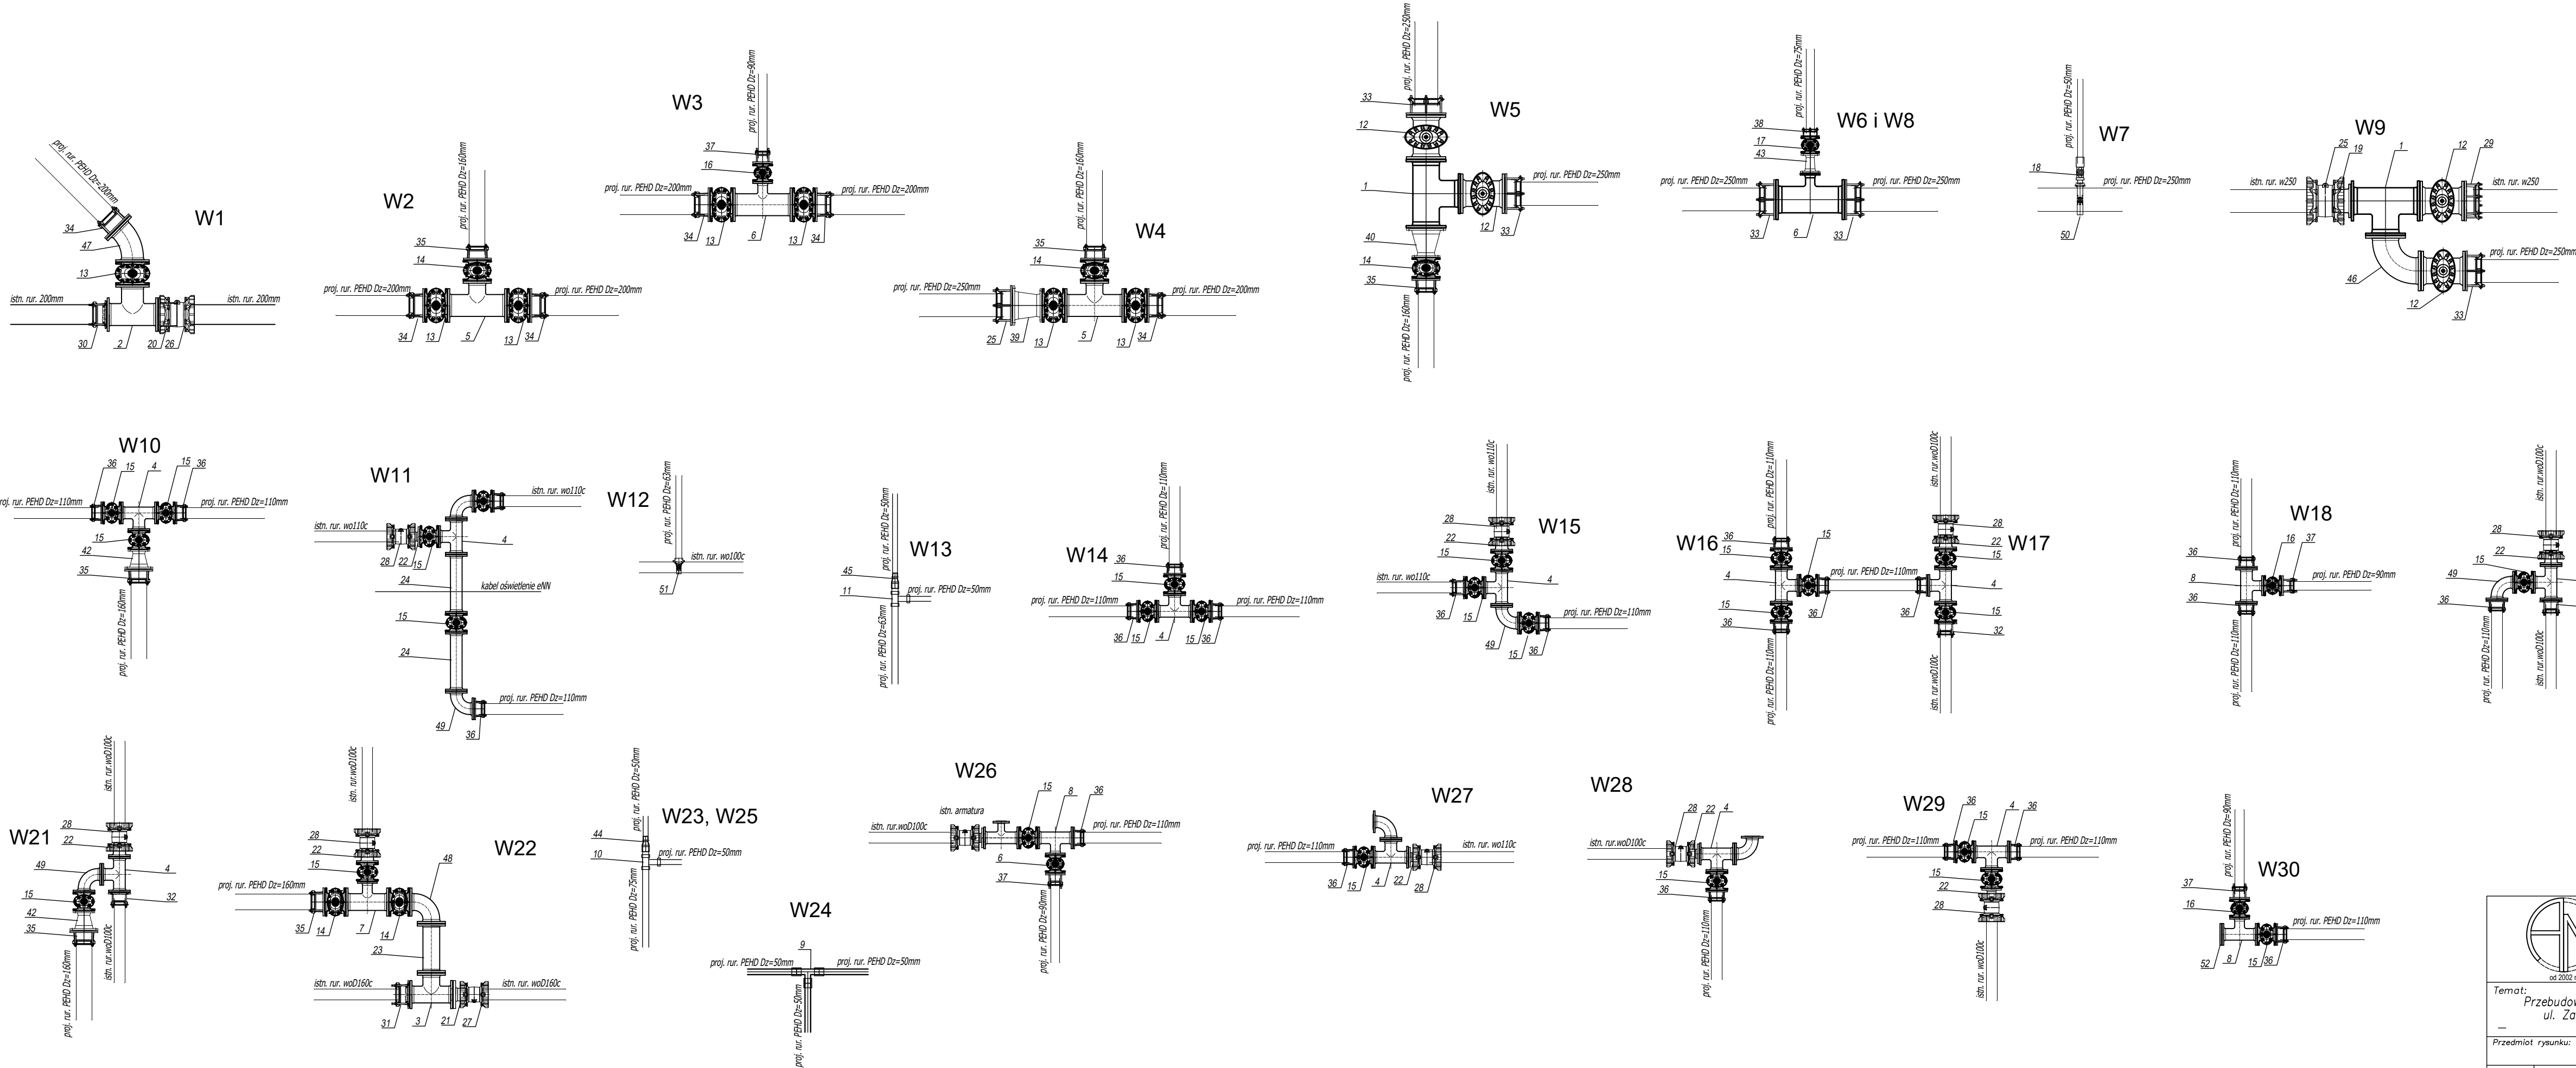 W1
proj. rur. PEHD Dz=200mm
34
47
13
istn. rur. 200mm
istn. rur. 200mm
30
2
20
26
W2
proj. rur. PEHD Dz=160mm
35
14
proj. rur. PEHD Dz=200mm
proj. rur. PEHD Dz=200mm
34
13
5
13
34
W3
proj. rur. PEHD Dz=90mm
37
16
proj. rur. PEHD Dz=200mm
proj. rur. PEHD Dz=200mm
34
13
6
13
34
W4
proj. rur. PEHD Dz=160mm
35
14
proj. rur. PEHD Dz=250mm
proj. rur. PEHD Dz=200mm
25
39
13
5
13
34
W5
proj. rur. PEHD Dz=250mm
33
12
1
proj. rur. PEHD Dz=250mm
12
33
40
14
35
proj. rur. PEHD Dz=160mm
W6 i W8
proj. rur. PEHD Dz=75mm
38
17
43
proj. rur. PEHD Dz=250mm
proj. rur. PEHD Dz=250mm
33
6
33
W7
proj. rur. PEHD Dz=50mm
18
proj. rur. PEHD Dz=250mm
50
W9
25
19
1
12
29
istn. rur. w250
istn. rur. w250
proj. rur. PEHD Dz=250mm
46
12
33
W10
36
15
4
15
36
roj. rur. PEHD Dz=110mm
proj. rur. PEHD Dz=110mm
15
42
35
proj. rur. PEHD Dz=160mm
W11
istn. rur. wo110c
istn. rur. wo110c
28
22
15
4
24
kabel oświetlenie eNN
15
24
proj. rur. PEHD Dz=110mm
49
36
W12
proj. rur. PEHD Dz=63mm
istn. rur. wo100c
51
W13
proj. rur. PEHD Dz=50mm
45
11
proj. rur. PEHD Dz=50mm
proj. rur. PEHD Dz=63mm
W14
proj. rur. PEHD Dz=110mm
36
15
proj. rur. PEHD Dz=110mm
proj. rur. PEHD Dz=110mm
36
15
4
15
36
W15
istn. rur. wo110c
28
22
15
istn. rur. wo110c
4
36
15
proj. rur. PEHD Dz=110mm
49
15
36
W16
proj. rur. PEHD Dz=110mm
36
15
15
4
proj. rur. PEHD Dz=110mm
36
15
36
proj. rur. PEHD Dz=110mm
W17
istn. rur.woD100c
28
22
15
4
36
15
32
istn. rur.woD100c
W18
proj. rur. PEHD Dz=110mm
36
16
37
8
proj. rur. PEHD Dz=90mm
36
proj. rur. PEHD Dz=110mm
istn. rur.woD100c
28
22
15
49
36
proj. rur. PEHD Dz=110mm
istn. rur.woD100c
W21
istn. rur.woD100c
28
22
49
4
15
32
42
35
proj. rur. PEHD Dz=160mm
istn. rur.woD100c
W22
istn. rur.woD100c
28
22
15
48
proj. rur. PEHD Dz=160mm
35
14
7
14
23
istn. rur. woD160c
istn. rur. woD160c
31
3
21
27
W23, W25
proj. rur. PEHD Dz=50mm
44
10
proj. rur. PEHD Dz=50mm
proj. rur. PEHD Dz=75mm
W24
9
proj. rur. PEHD Dz=50mm
proj. rur. PEHD Dz=50mm
proj. rur. PEHD Dz=50mm
W26
istn. armatura
15
8
36
istn. rur.woD100c
proj. rur. PEHD Dz=110mm
6
37
proj. rur. PEHD Dz=90mm
W27
proj. rur. PEHD Dz=110mm
istn. rur. wo110c
36
15
4
22
28
W28
28
22
4
istn. rur.woD100c
15
36
proj. rur. PEHD Dz=110mm
W29
36
15
4
36
proj. rur. PEHD Dz=110mm
proj. rur. PEHD Dz=110mm
15
22
28
istn. rur. woD100c
W30
proj. rur. PEHD Dz=90mm
37
16
proj. rur. PEHD Dz=110mm
52
8
15
36
od 2002
Temat:
Przebudow
ul. Za
Przedmiot rysunku: